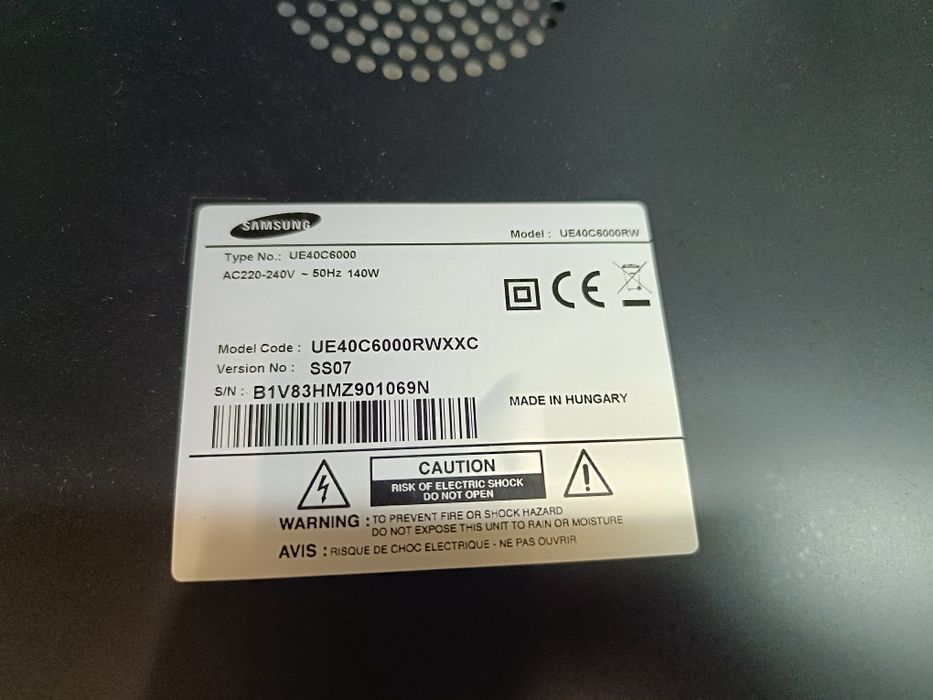 SAMSUNG
Model : UE40C6000RW
Type No.: UE40C6000
AC220-240V ~ 50Hz 140W
CE
Model Code : UE40C6000RWXXC
Version No : SS07
S/N : B1V83HMZ901069N
MADE IN HUNGARY
CAUTION
RISK OF ELECTRIC SHOCK
DO NOT OPEN
WARNING : TO PREVENT FIRE OR SHOCK HAZARD
DO NOT EXPOSE THIS UNIT TO RAIN OR MOISTURE
AVIS : RISQUE DE CHOC ELECTRIQUE - NE PAS OUVRIR